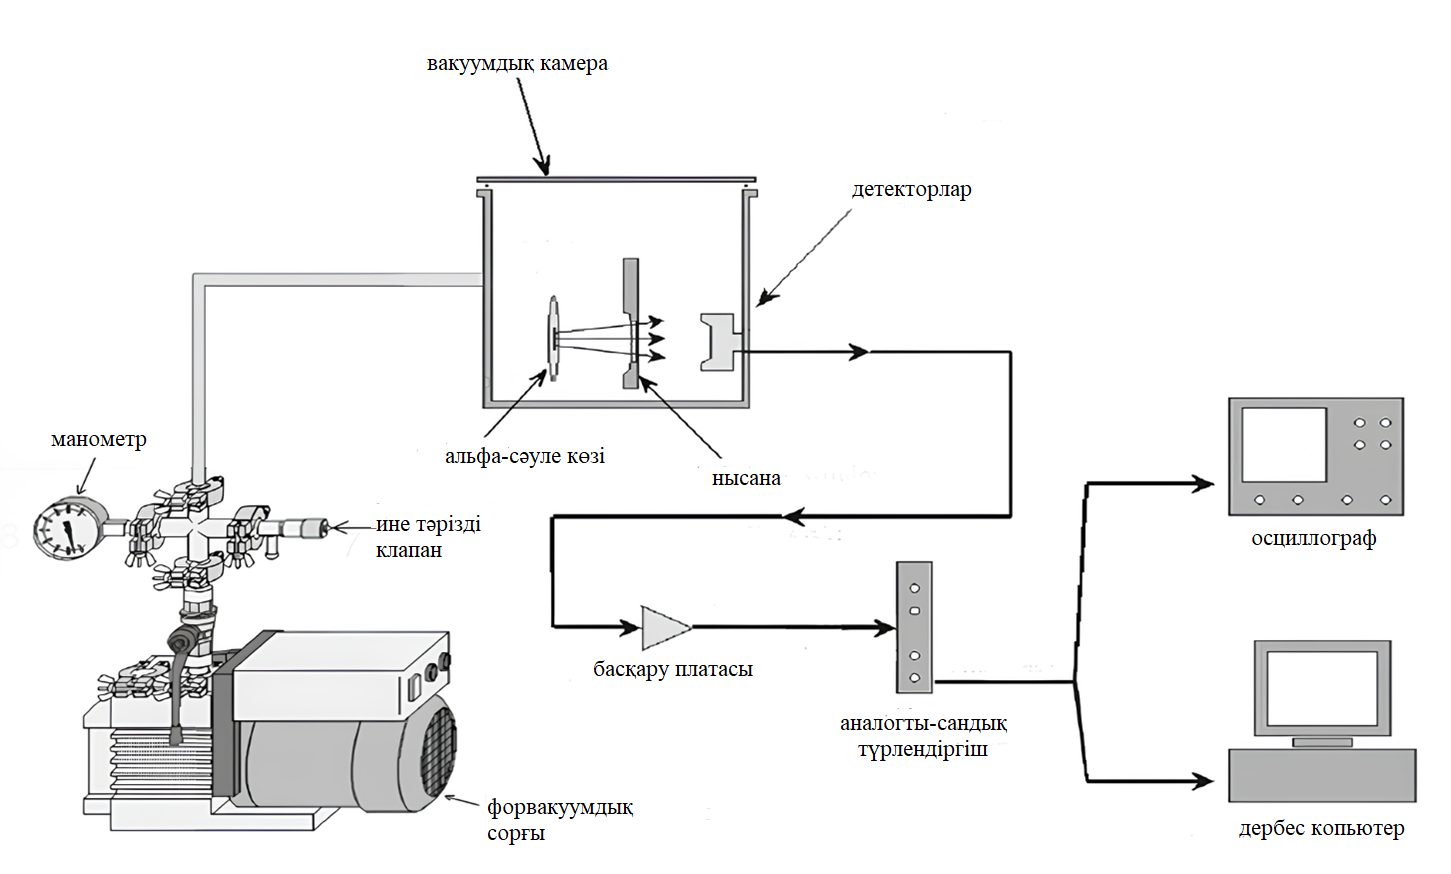 вакуумдық камера
детекторлар
манометр
альфа-сәуле көзі
нысана
ине тәрізді
клапан
осциллограф
басқару платасы
аналогты-сандық
түрлендіргіш
форвакуумдық
сорғы
дербес копьютер